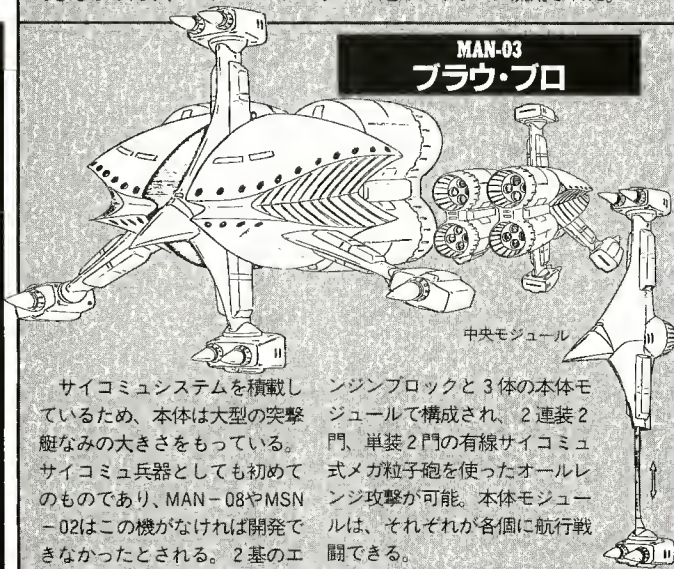 MAN-03
ブラウ・ブロ
中央モジュール
サイコミュシステムを積載し
ているため、本体は大型の突撃
艇なみの大きさをもっている。
サイコミュ兵器としても初めて
のものであり、MAN－08やMSN
－02はこの機がなければ開発で
きなかったとされる。2基のエ
ンジンブロックと3体の本体モ
ジュールで構成され、2連装2
門、単装2門の有線サイコミュ
式メガ粒子砲を使ったオールレ
ンジ攻撃が可能。本体モジュー
ルは、それぞれが各個に航行戦
闘できる。